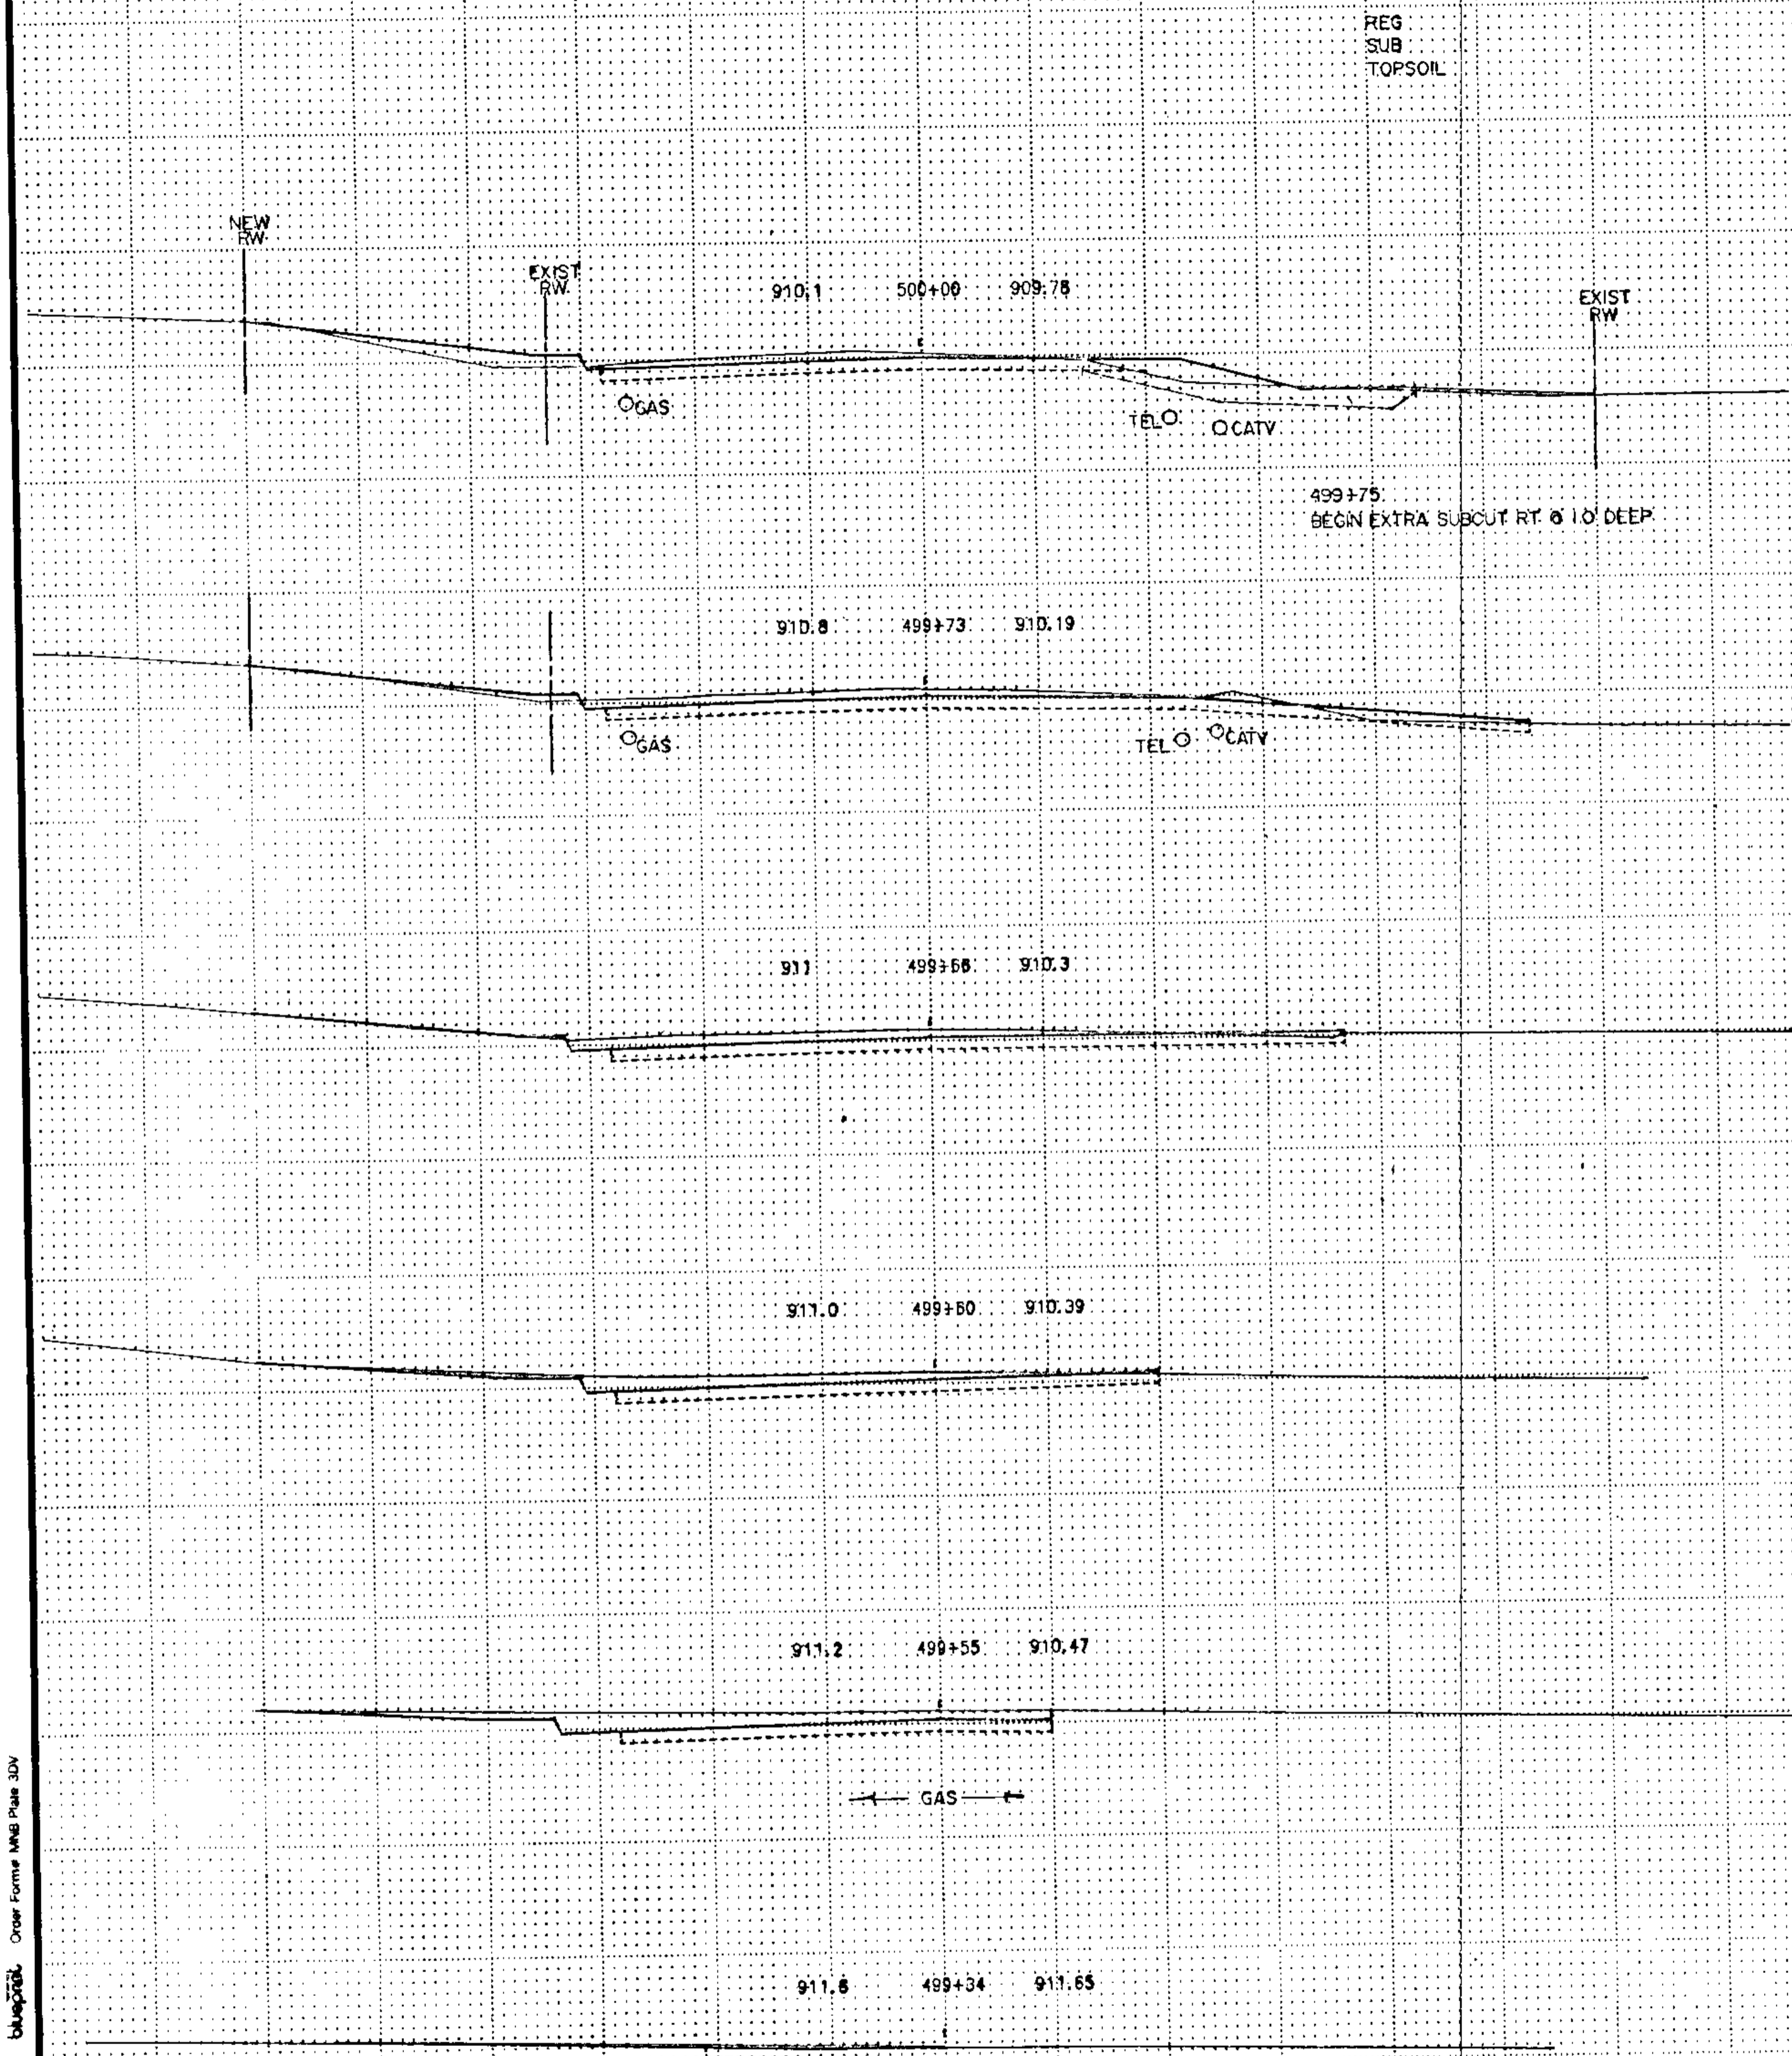 REG
SUB
TOPSOIL
NEW
RW
EXIST
RW
910.1 500+00 909.78
EXIST
RW
GAS
TEL
CATV
499+75
BEGIN EXTRA SUBCUT RT @ 1.0 DEEP
910.8 499+73 910.19
GAS
TEL
CATV
911 499+66 910.3
911.0 499+60 910.39
911.2 499+55 910.47
GAS
911.6 499+34 911.65
Order Form# MNB Plate 3DV